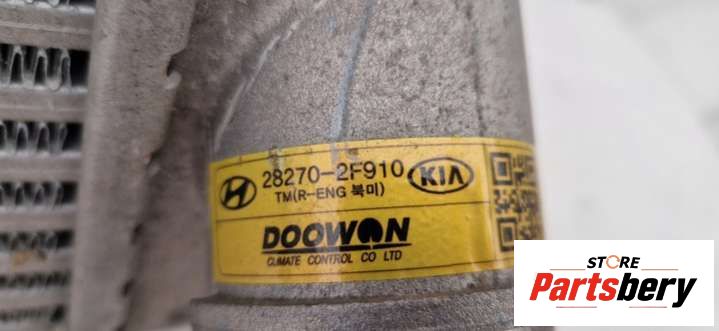 28270-2F910 KIA
TM(R-ENG 북미)
DOOWON
CLIMATE CONTROL CO LTD
STORE
Partsbery